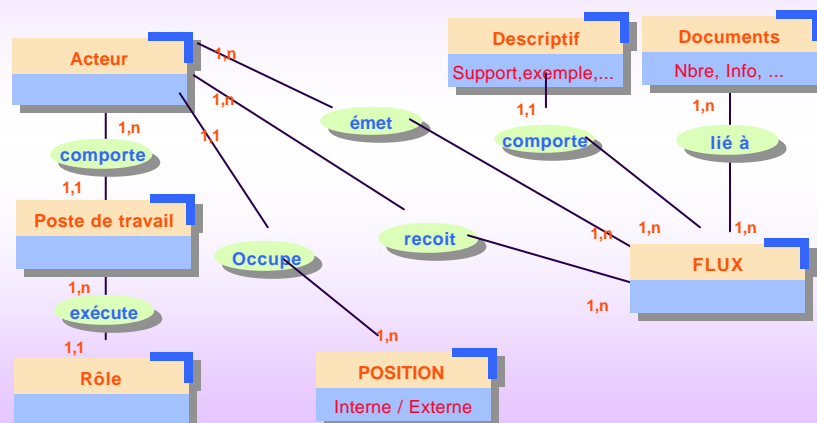 Descriptif
Documents
Acteur
Support,exemple,...
Nbre, Info, ...
1,n
1,n
1,1
1,n
1,n
1,1
émet
comporte
comporte
lié à
1,1
Poste de travail
1,n
1,n
1,n
recoit
Occupe
FLUX
1,n
exécute
1,n
1,1
1,n
Rôle
POSITION
Interne / Externe